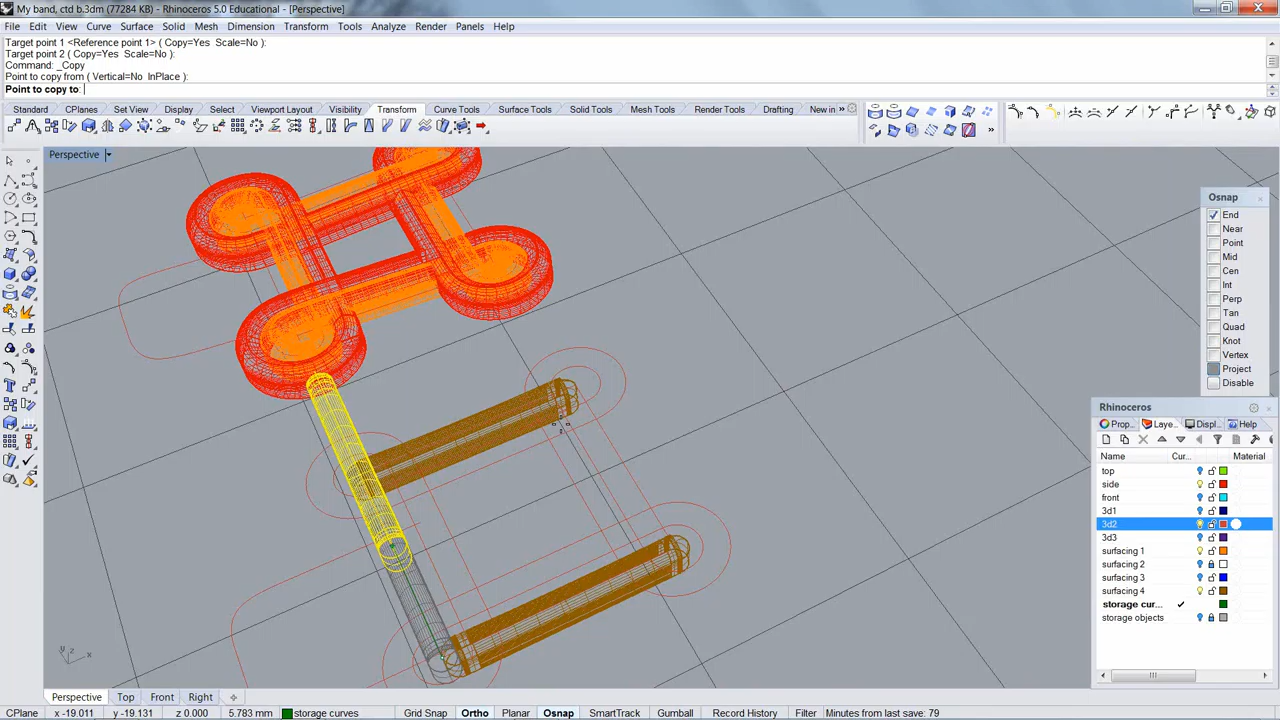 My band, ctd b.3dm (77284 KB) - Rhinoceros 5.0 Educational - [Perspective]
File Edit View Curve Surface Solid Mesh Dimension Transform Tools Analyze Render Panels Help
Target point 1 <Reference point 1> ( Copy=Yes Scale=No ):
Target point 2 ( Copy=Yes Scale=No ):
Command: _Copy
Point to copy from ( Vertical=No InPlace ):
Point to copy to:
Standard CPlanes Set View Display Select Viewport Layout Visibility Transform Curve Tools Surface Tools Solid Tools Mesh Tools Render Tools Drafting New in »
Perspective
Osnap
End
Near
Point
Mid
Cen
Int
Perp
Tan
Quad
Knot
Vertex
Project
Disable
Rhinoceros
Prop... Laye... Displ... Help
Name Cur... Material
top
side
front
3d1
3d2
3d3
surfacing 1
surfacing 2
surfacing 3
surfacing 4
storage cur...
storage objects
y z x
Perspective Top Front Right
CPlane x -19.011 y -19.131 z 0.000 5.783 mm storage curves Grid Snap Ortho Planar Osnap SmartTrack Gumball Record History Filter Minutes from last save: 79